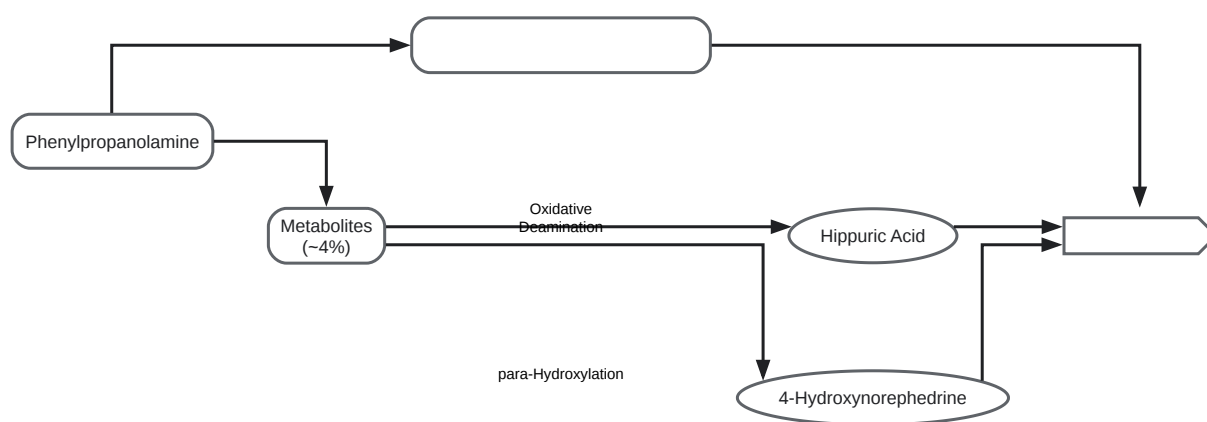 Phenylpropanolamine
Metabolites
(~4%)
Oxidative
Deamination
Hippuric Acid
para-Hydroxylation
4-Hydroxynorephedrine